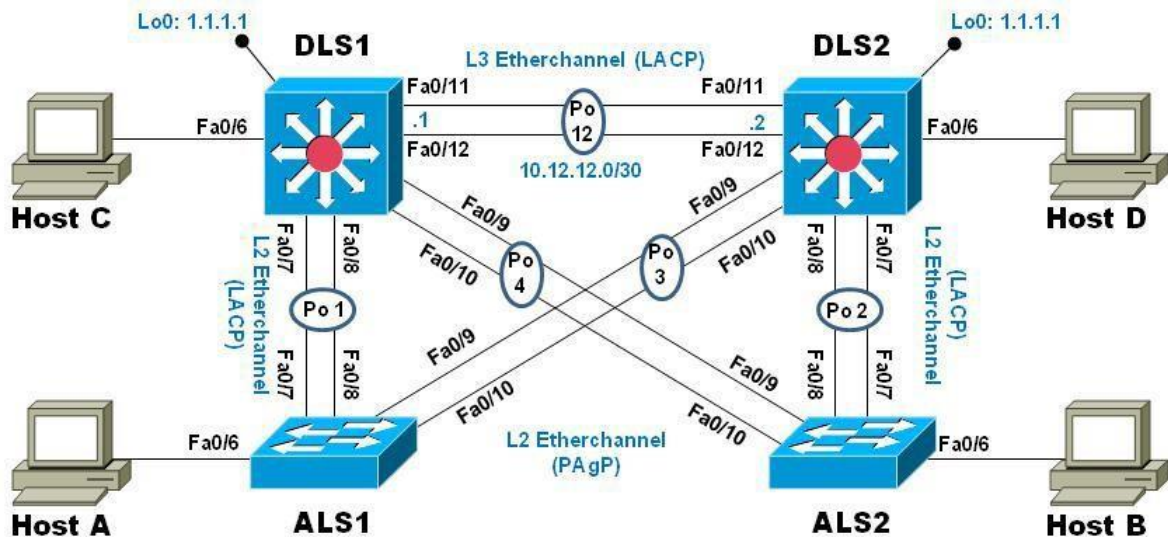 Lo0: 1.1.1.1
Lo0: 1.1.1.1
DLS1
DLS2
L3 Etherchannel (LACP)
Fa0/11
Fa0/11
Po
12
Fa0/6
.1
.2
Fa0/6
Fa0/12
Fa0/12
10.12.12.0/30
Host C
Host D
Fa0/9
Fa0/9
Fa0/7
Fa0/8
Fa0/10
Fa0/10
Fa0/8
Fa0/7
Po
4
Po
3
L2 Etherchannel
(LACP)
Po 1
Po 2
L2 Etherchannel
(LACP)
Fa0/7
Fa0/8
Fa0/9
Fa0/10
Fa0/9
Fa0/10
Fa0/8
Fa0/7
L2 Etherchannel
(PAgP)
Fa0/6
Fa0/6
Host A
ALS1
ALS2
Host B